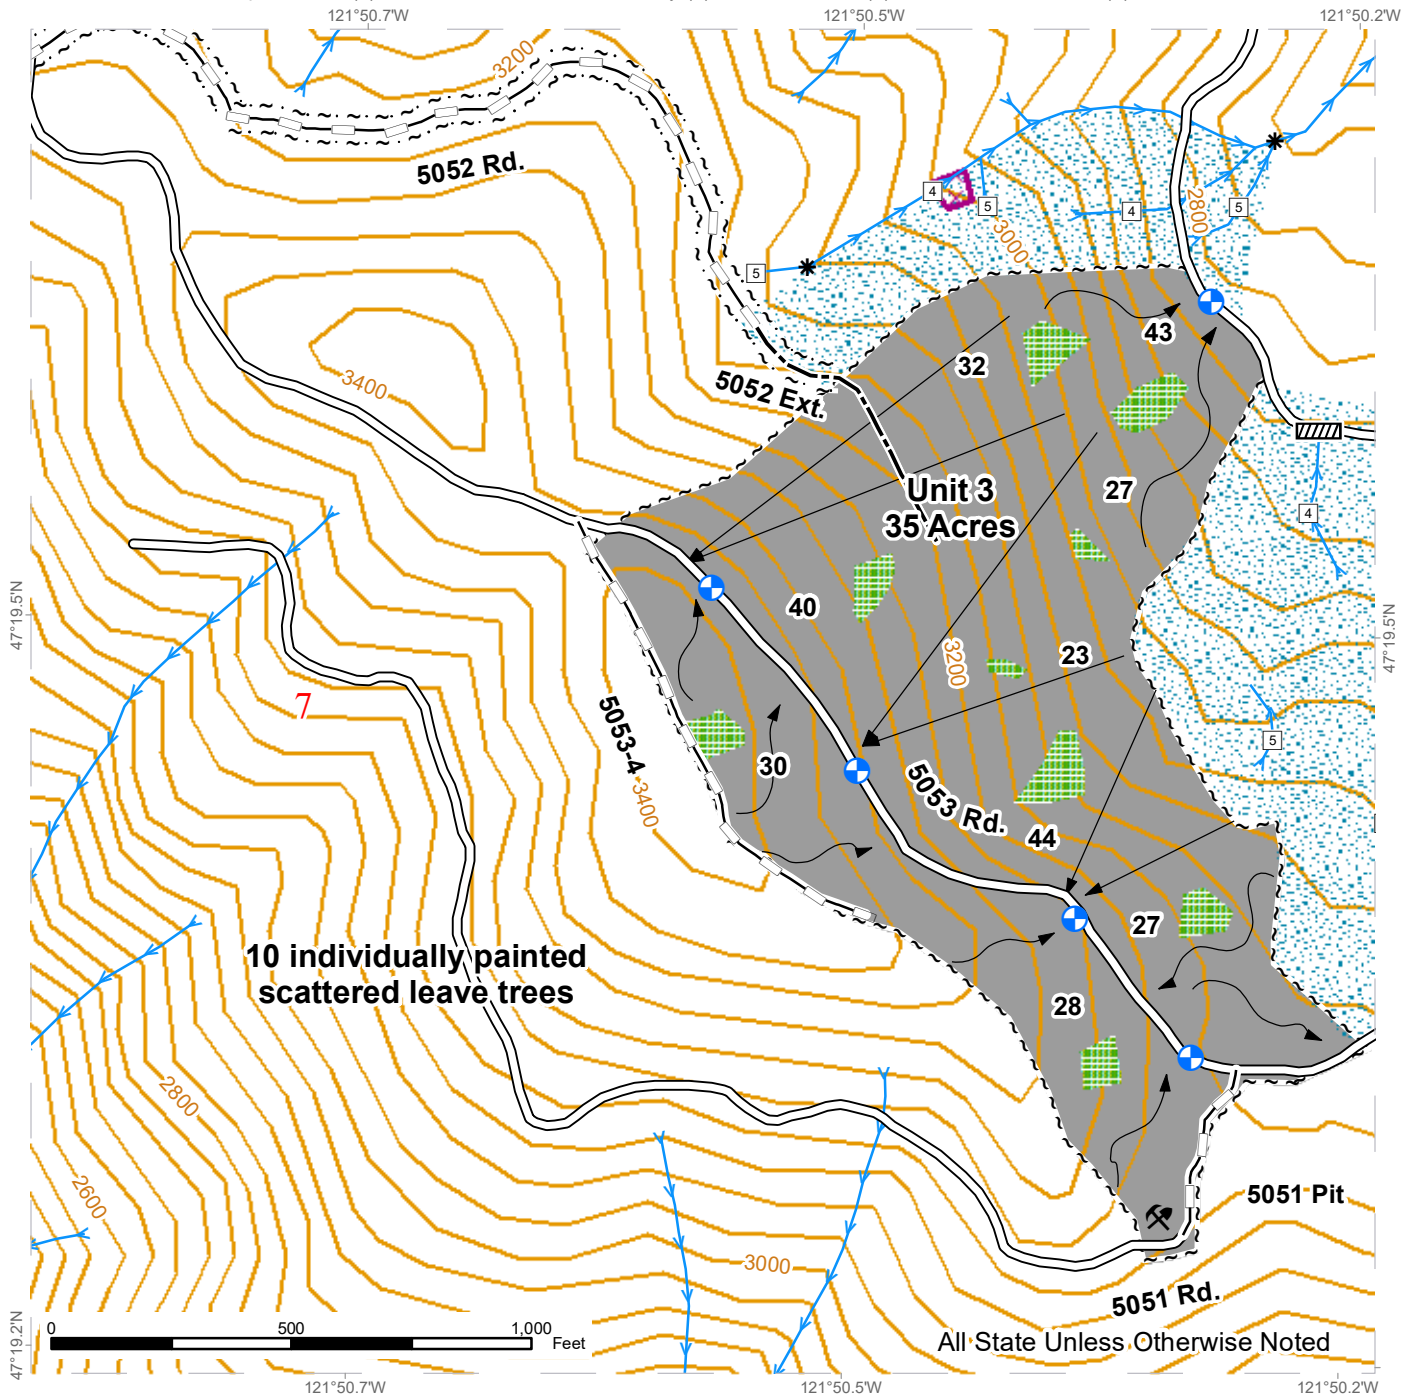 121°50.7'W
121°50.5'W
121°50.2'W
3200
5052 Rd.
4
5
4
5
2800
3000
5
43
32
3400
5052 Ext.
27
Unit 3
35 Acres
4
47°19.5'N
47°19.5'N
40
23
3200
7
5053-4
5
30
3400
5053 Rd.
44
27
10 individually painted
scattered leave trees
28
2800
2600
5051 Pit
3000
5051 Rd.
47°19.2'N
0
500
1,000
Feet
All State Unless Otherwise Noted
121°50.7'W
121°50.5'W
121°50.2'W